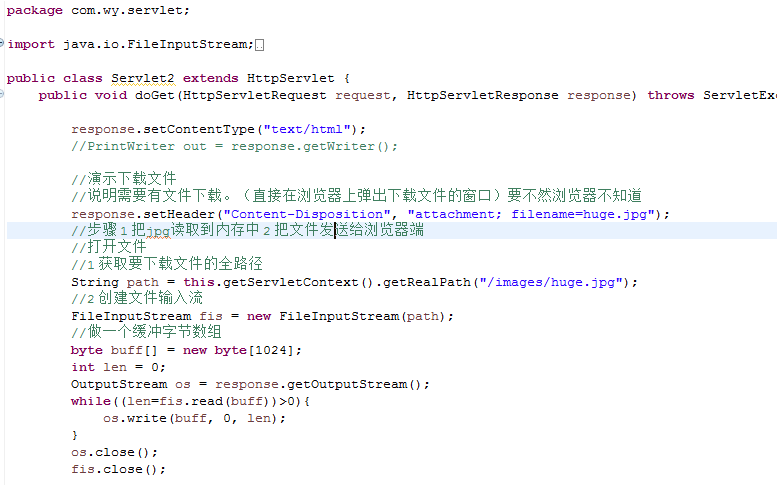 package com.wy.servlet;
import java.io.FileInputStream;
public class Servlet2 extends HttpServlet {
public void doGet(HttpServletRequest request, HttpServletResponse response) throws ServletExc
response.setContentType("text/html");
//PrintWriter out = response.getWriter();
//演示下载文件
//说明需要有文件下载。（直接在浏览器上弹出下载文件的窗口）要不然浏览器不知道
response.setHeader("Content-Disposition", "attachment; filename=huge.jpg");
//步骤1把jpg读取到内存中2把文件发送给浏览器端
//打开文件
//1获取要下载文件的全路径
String path = this.getServletContext().getRealPath("/images/huge.jpg");
//2创建文件输入流
FileInputStream fis = new FileInputStream(path);
//做一个缓冲字节数组
byte buff[] = new byte[1024];
int len = 0;
OutputStream os = response.getOutputStream();
while((len=fis.read(buff))>0){
os.write(buff, 0, len);
}
os.close();
fis.close();